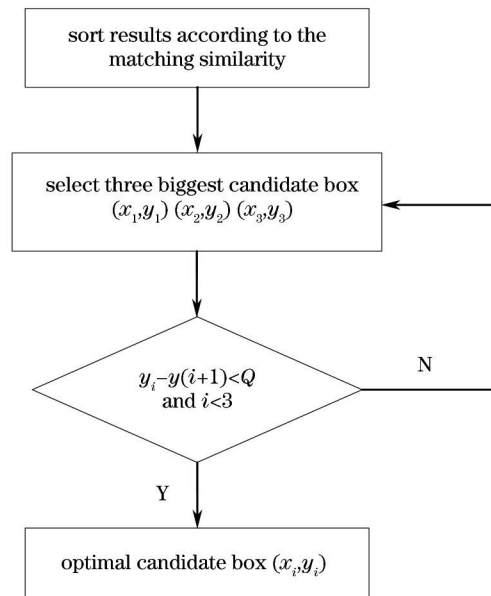 sort results according to the
matching similarity
select three biggest candidate box
(x₁,y₁) (x₂,y₂) (x₃,y₃)
yᵢ−y(i+1)<Q
and i<3
N
Y
optimal candidate box (xᵢ,yᵢ)